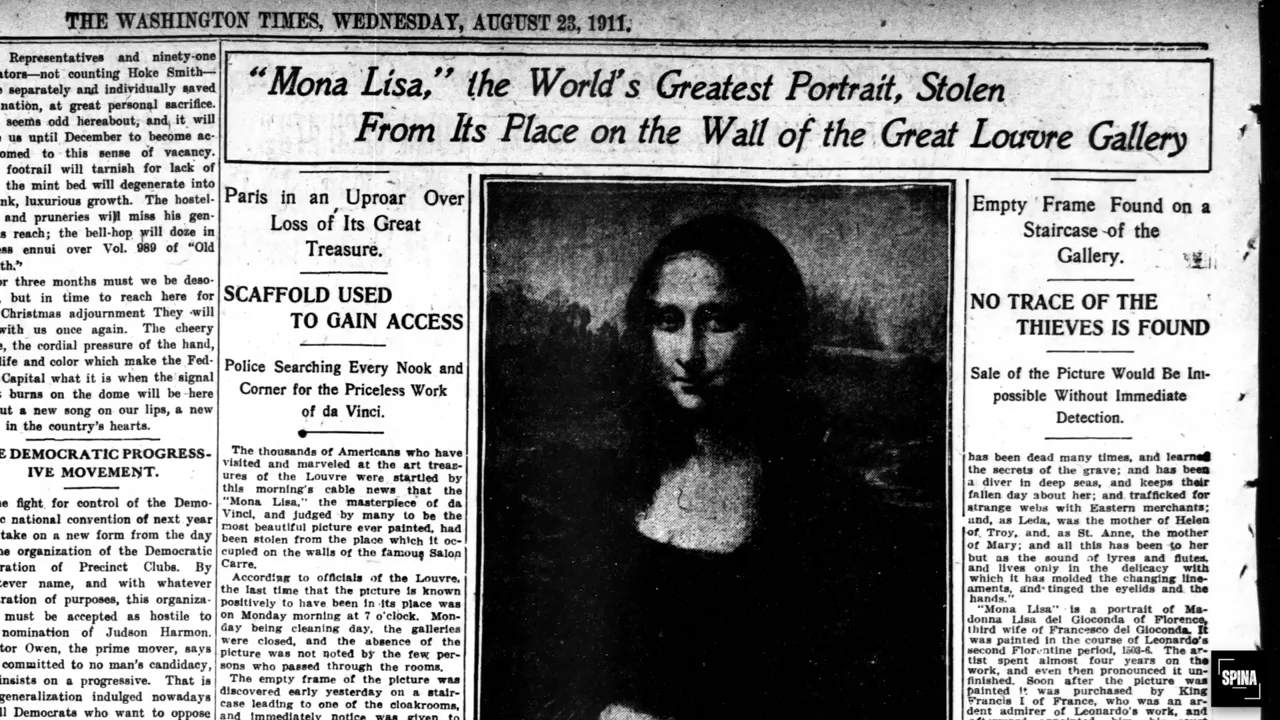 THE WASHINGTON TIMES, WEDNESDAY, AUGUST 23, 1911.
Representatives and ninety-one
ators—not counting Hoke Smith—
separately and individually saved
nation, at great personal sacrifice.
seems odd hereabout, and it will
us until December to become ac-
omed to this sense of vacancy.
footrail will tarnish for lack of
the mint bed will degenerate into
nk, luxurious growth. The hostel-
and pruneries will miss his gen-
s reach; the bell-hop will doze in
ess ennui over Vol. 989 of "Old
th."
or three months must we be deso-
, but in time to reach here for
Christmas adjournment They will
with us once again. The cheery
e, the cordial pressure of the hand,
life and color which make the Fed-
Capital what it is when the signal
burns on the dome will be here
ut a new song on our lips, a new
in the country's hearts.
E DEMOCRATIC PROGRESS-
IVE MOVEMENT.
he fight for control of the Demo-
c national convention of next year
take on a new form from the day
he organization of the Democratic
ration of Precinct Clubs. By
ever name, and with whatever
ration of purposes, this organiza-
must be accepted as hostile to
nomination of Judson Harmon.
tor Owen, the prime mover, says
committed to no man's candidacy,
insists on a progressive. That is
generalization indulged nowadays
ll Democrats who want to oppose
"Mona Lisa," the World's Greatest Portrait, Stolen
From Its Place on the Wall of the Great Louvre Gallery
Paris in an Uproar Over
Loss of Its Great
Treasure.
SCAFFOLD USED
TO GAIN ACCESS
Police Searching Every Nook and
Corner for the Priceless Work
of da Vinci.
The thousands of Americans who have
visited and marveled at the art treas-
ures of the Louvre were startled by
this morning's cable news that the
"Mona Lisa," the masterpiece of da
Vinci, and judged by many to be the
most beautiful picture ever painted, had
been stolen from the place which it oc-
cupied on the walls of the famous Salon
Carre.
According to officials of the Louvre,
the last time that the picture is known
positively to have been in its place was
on Monday morning at 7 o'clock. Mon-
day being cleaning day, the galleries
were closed, and the absence of the
picture was not noted by the few per-
sons who passed through the rooms.
The empty frame of the picture was
discovered early yesterday on a stair-
case leading to one of the cloakrooms,
and immediately notice was given to
Empty Frame Found on a
Staircase of the
Gallery.
NO TRACE OF THE
THIEVES IS FOUND
Sale of the Picture Would Be Im-
possible Without Immediate
Detection.
has been dead many times, and learned
the secrets of the grave; and has been
a diver in deep seas, and keeps their
fallen day about her; and trafficked for
strange webs with Eastern merchants;
and, as Leda, was the mother of Helen
of Troy, and, as St. Anne, the mother
of Mary; and all this has been to her
but as the sound of lyres and flutes,
and lives only in the delicacy with
which it has molded the changing line-
aments, and tinged the eyelids and the
hands."
"Mona Lisa" is a portrait of Ma-
donna Lisa del Gioconda of Florence,
third wife of Francesco del Gioconda. It
was painted in the course of Leonardo's
second Florentine period, 1503-6. The ar-
tist spent almost four years on the
work, and even then pronounced it un-
finished. Soon after the picture was
painted it was purchased by King
Francis I of France, who was an ar-
dent admirer of Leonardo's work, and
SPINA